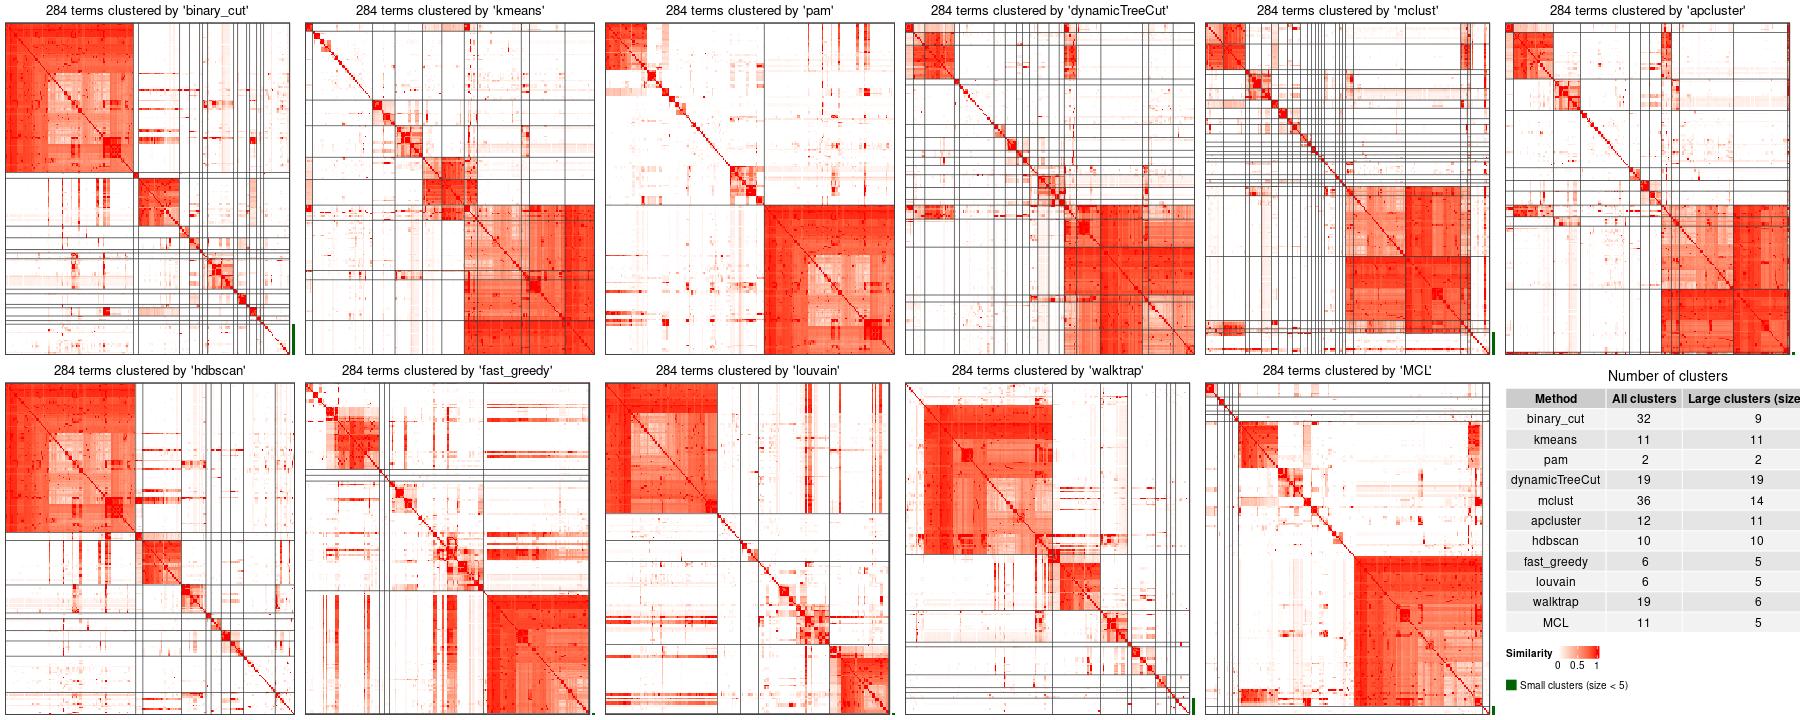 284 terms clustered by 'binary_cut'
284 terms clustered by 'kmeans'
284 terms clustered by 'pam'
284 terms clustered by 'dynamicTreeCut'
284 terms clustered by 'mclust'
284 terms clustered by 'apcluster'
284 terms clustered by 'hdbscan'
284 terms clustered by 'fast_greedy'
284 terms clustered by 'louvain'
284 terms clustered by 'walktrap'
284 terms clustered by 'MCL'
Number of clusters
Method All clusters Large clusters (size
binary_cut 32 9
kmeans 11 11
pam 2 2
dynamicTreeCut 19 19
mclust 36 14
apcluster 12 11
hdbscan 10 10
fast_greedy 6 5
louvain 6 5
walktrap 19 6
MCL 11 5
Similarity
0 0.5 1
Small clusters (size < 5)